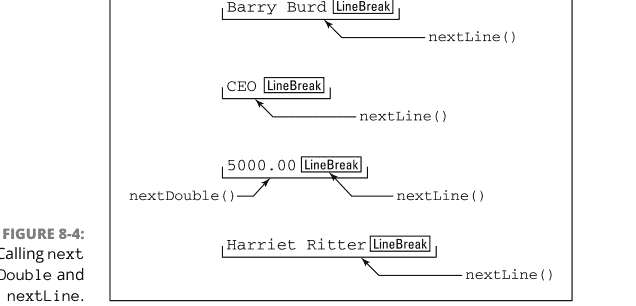 Barry Burd LineBreak
nextLine()
CEO LineBreak
nextLine()
5000.00 LineBreak
nextDouble() nextLine()
Harriet Ritter LineBreak
nextLine()
FIGURE 8-4:
Calling next
Double and
nextLine.